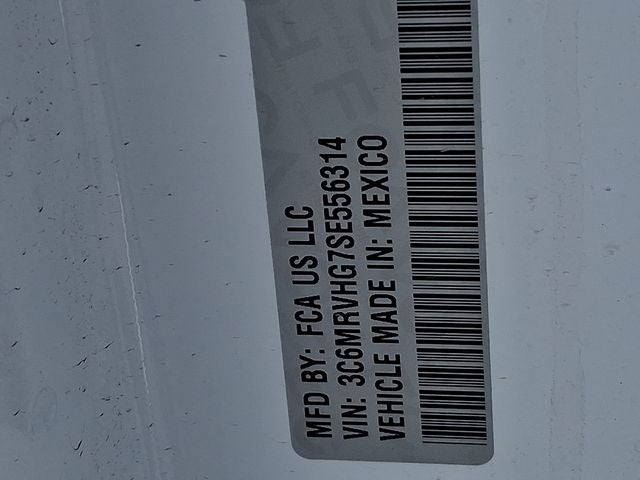 MFD BY: FCA US LLC
VIN: 3C6MRVHG7SE556314
VEHICLE MADE IN: MEXICO